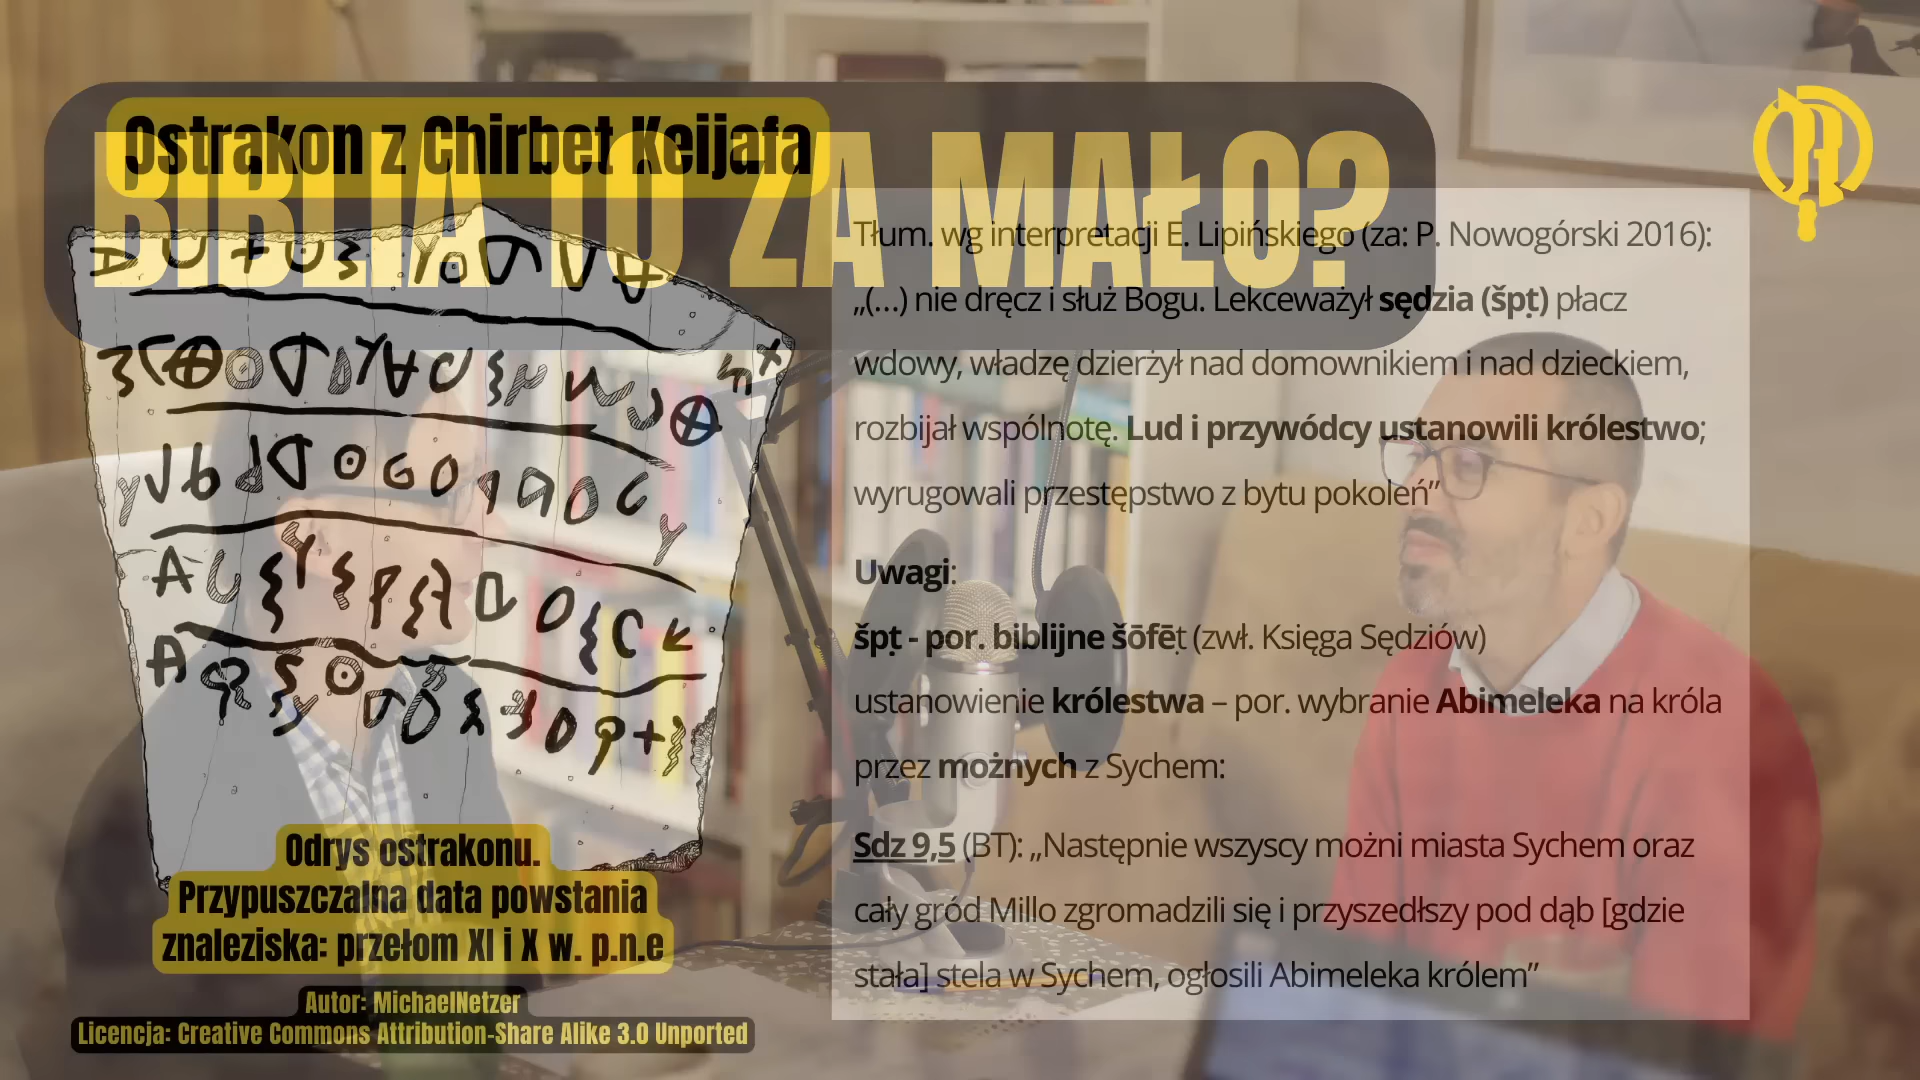 BIBLIA TO ZA MAŁO?
Ostrakon z Chirbet Keijafa
Tłum. wg interpretacji E. Lipińskiego (za: P. Nowogórski 2016):
„(…) nie dręcz i służ Bogu. Lekceważył sędzia (špṭ) płacz
wdowy, władzę dzierżył nad domownikiem i nad dzieckiem,
rozbijał wspólnotę. Lud i przywódcy ustanowili królestwo;
wyrugowali przestępstwo z bytu pokoleń”
Uwagi:
špṭ - por. biblijne šōfēṭ (zwł. Księga Sędziów)
ustanowienie królestwa – por. wybranie Abimeleka na króla
przez możnych z Sychem:
Sdz 9,5 (BT): „Następnie wszyscy możni miasta Sychem oraz
cały gród Millo zgromadzili się i przyszedłszy pod dąb [gdzie
stała] stela w Sychem, ogłosili Abimeleka królem”
Odrys ostrakonu.
Przypuszczalna data powstania
znaleziska: przełom XI i X w. p.n.e
Autor: MichaelNetzer
Licencja: Creative Commons Attribution-Share Alike 3.0 Unported